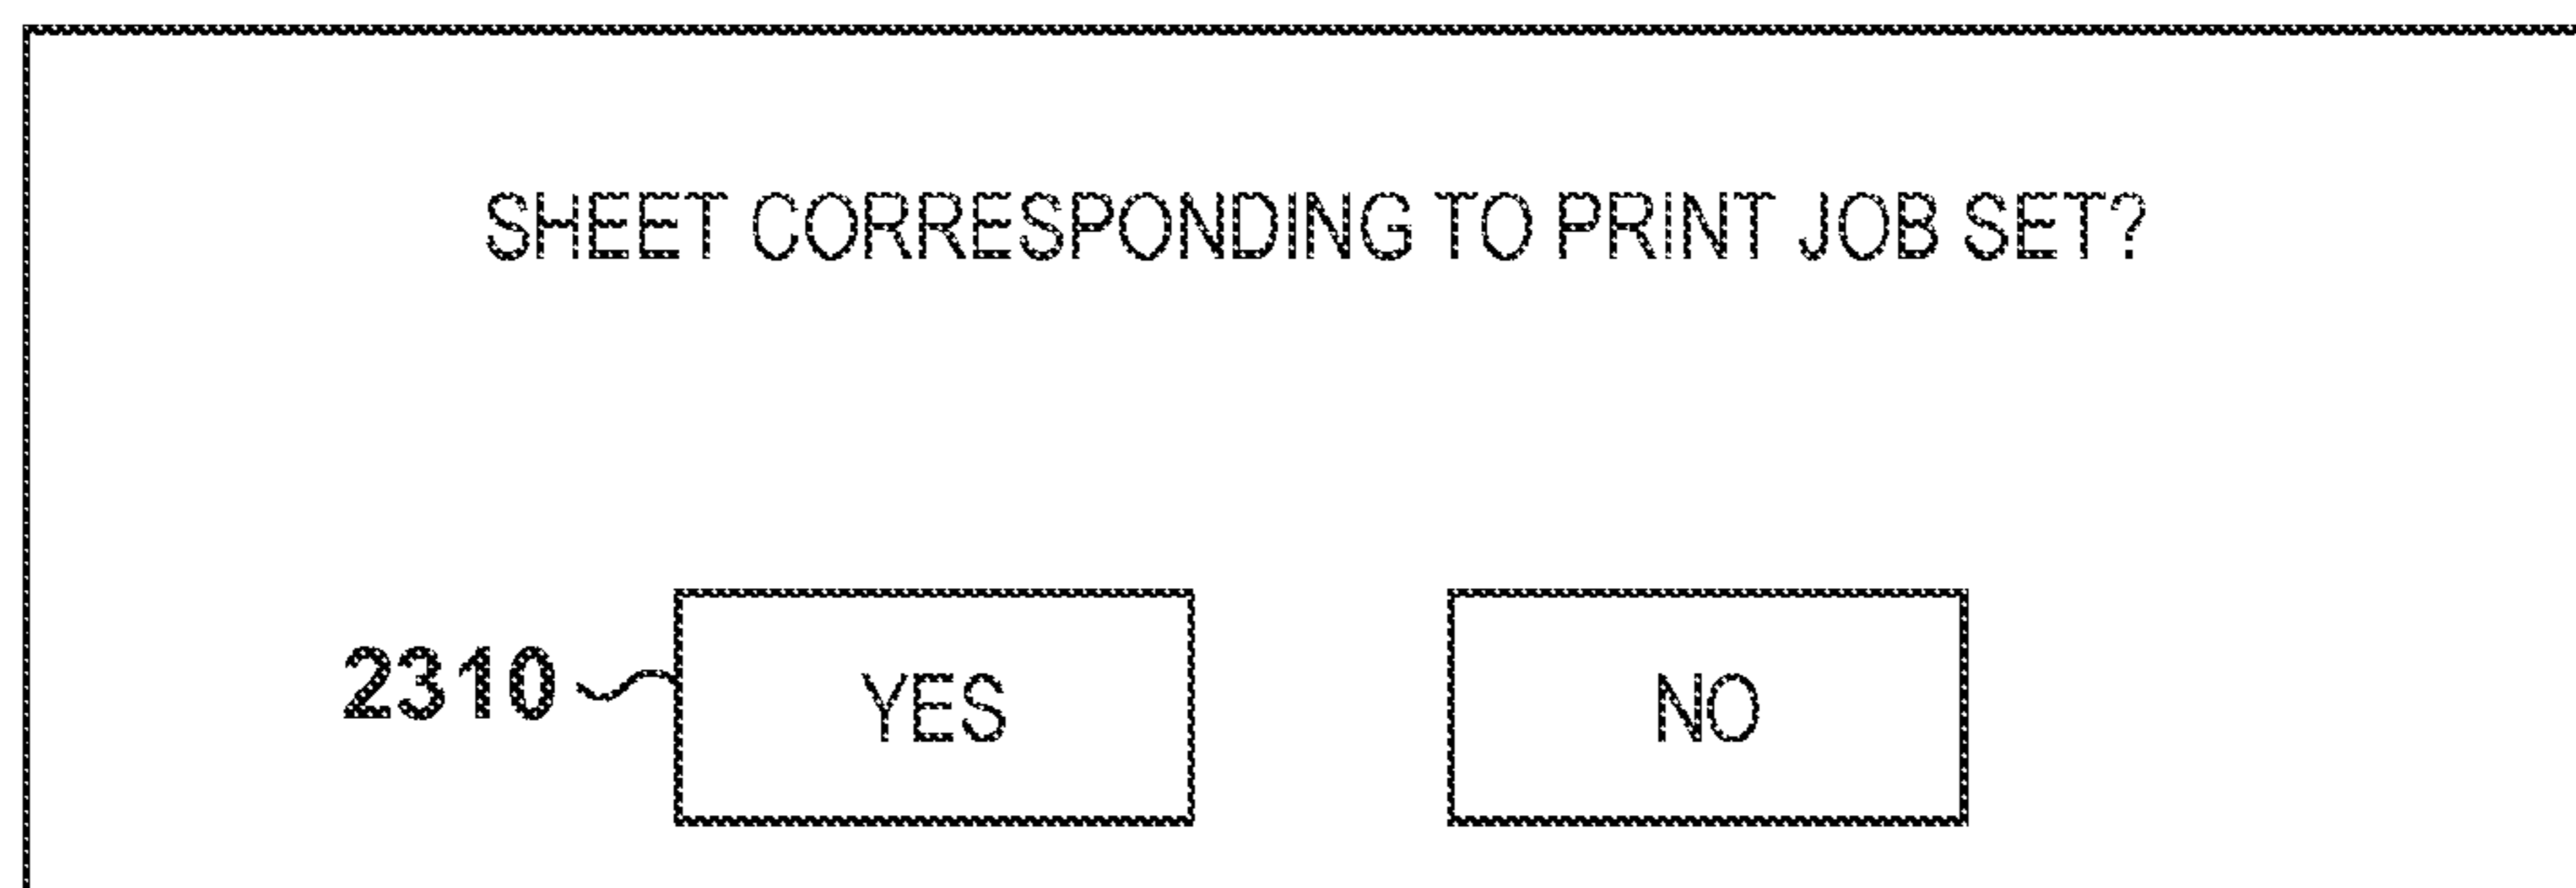 SHEET CORRESPONDING TO PRINT JOB SET?
2310 YES NO